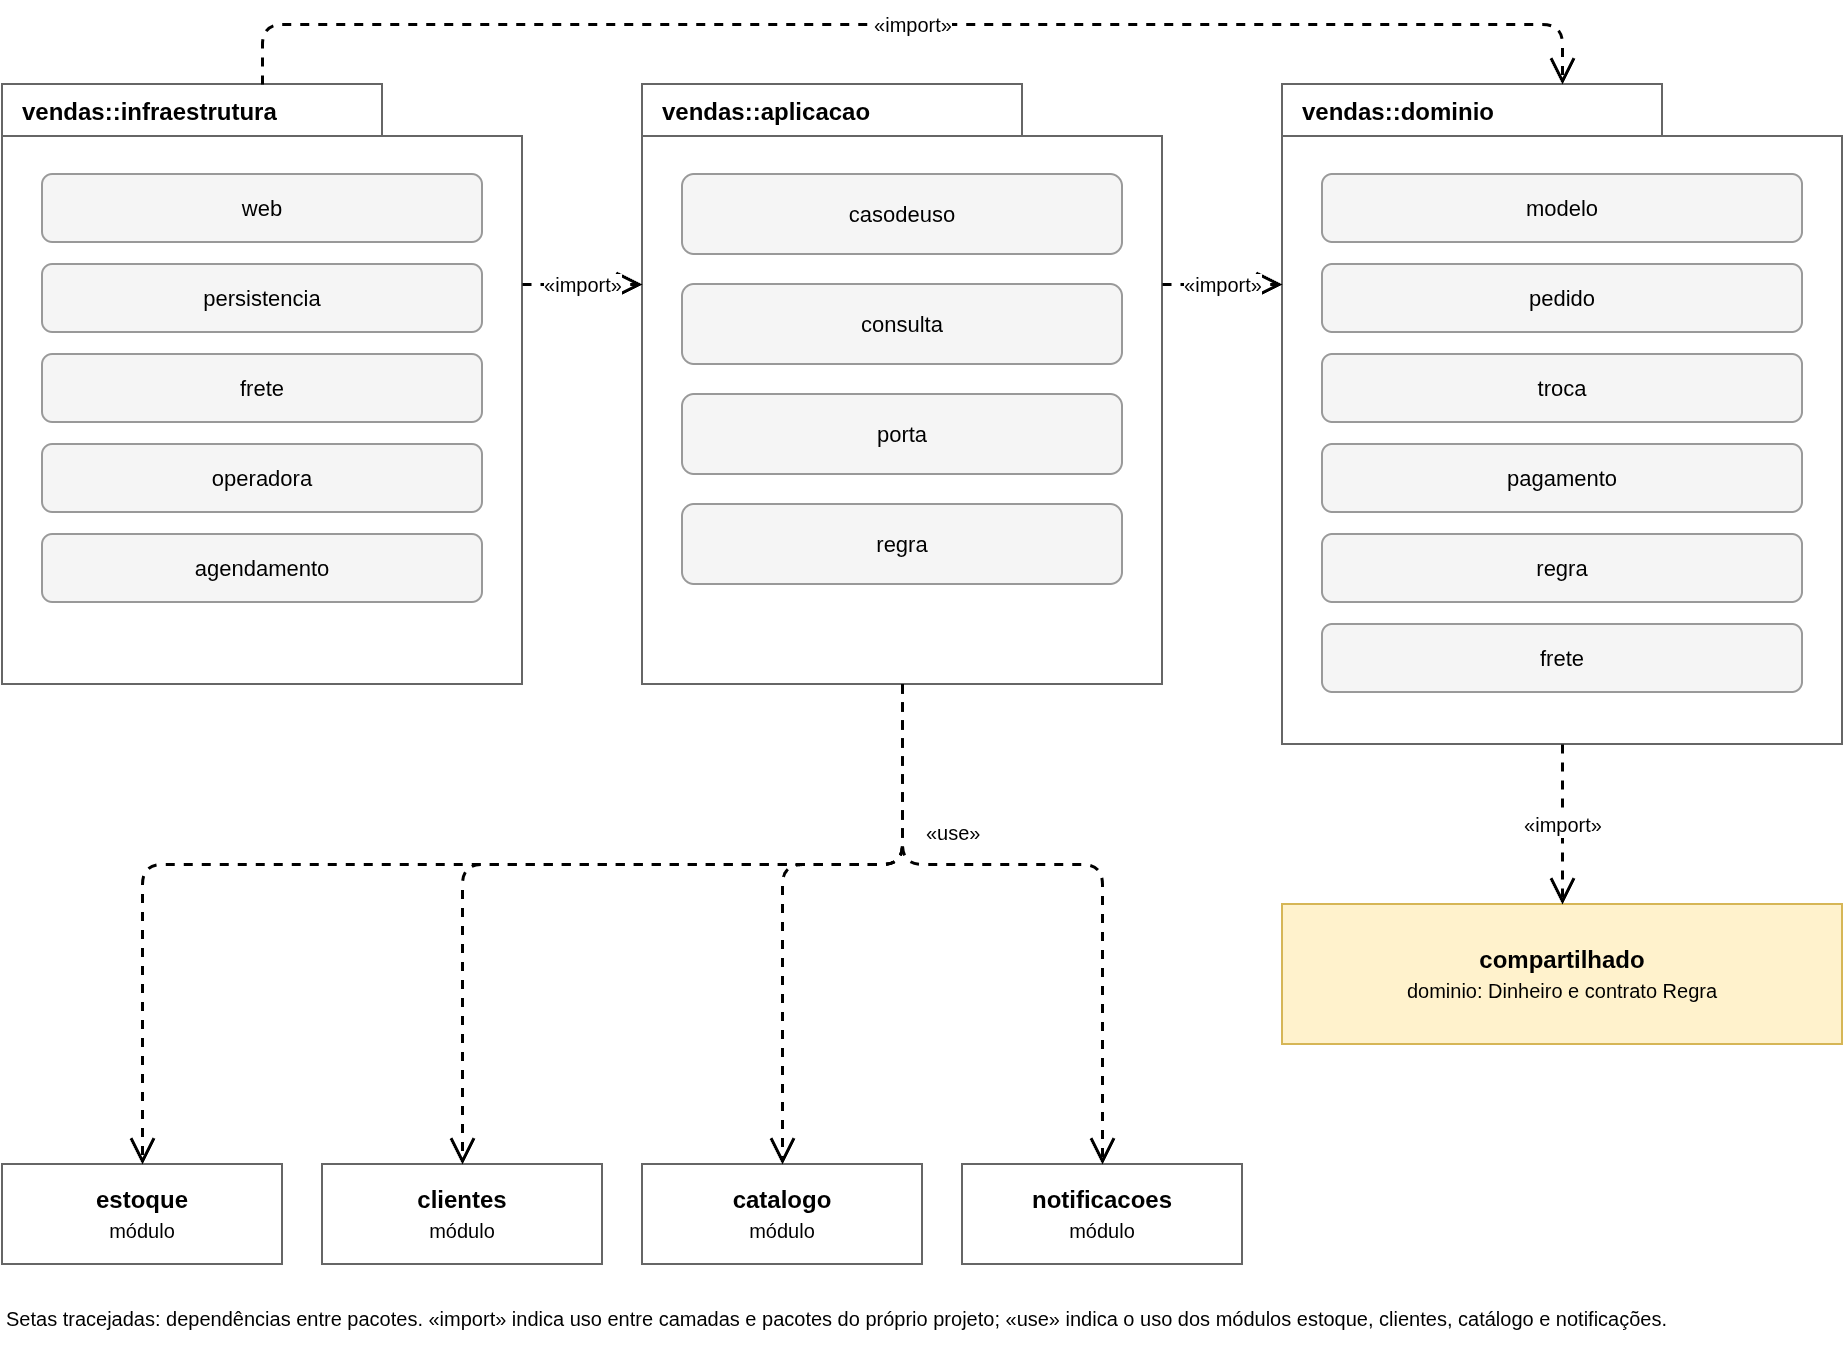 «import»
vendas::infraestrutura
web
persistencia
frete
operadora
agendamento
«import»
vendas::aplicacao
casodeuso
consulta
porta
regra
«import»
vendas::dominio
modelo
pedido
troca
pagamento
regra
frete
«use»
«import»
compartilhado
dominio: Dinheiro e contrato Regra
estoque
módulo
clientes
módulo
catalogo
módulo
notificacoes
módulo
Setas tracejadas: dependências entre pacotes. «import» indica uso entre camadas e pacotes do próprio projeto; «use» indica o uso dos módulos estoque, clientes, catálogo e notificações.